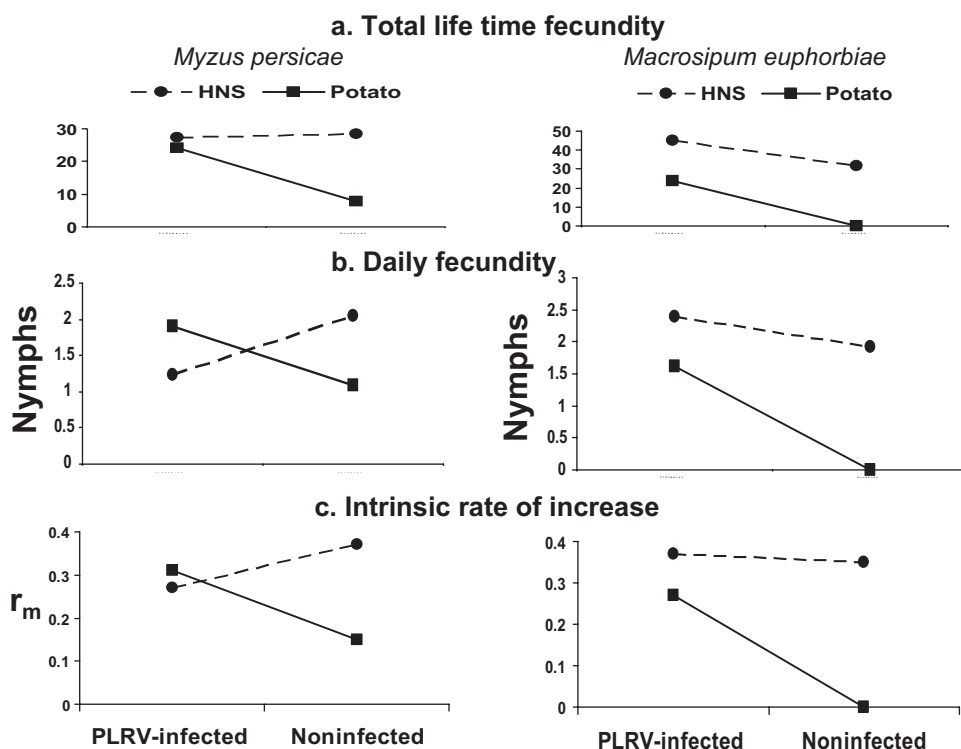 a. Total life time fecundity
Myzus persicae
Macrosipum euphorbiae
HNS Potato
HNS Potato
30
20
10
0
50
40
30
20
10
0
b. Daily fecundity
Nymphs
2.5
2
1.5
1
0.5
0
Nymphs
3
2.5
2
1.5
1
0.5
0
c. Intrinsic rate of increase
rm
0.4
0.3
0.2
0.1
0
0.4
0.3
0.2
0.1
0
PLRV-infected Noninfected
PLRV-infected Noninfected